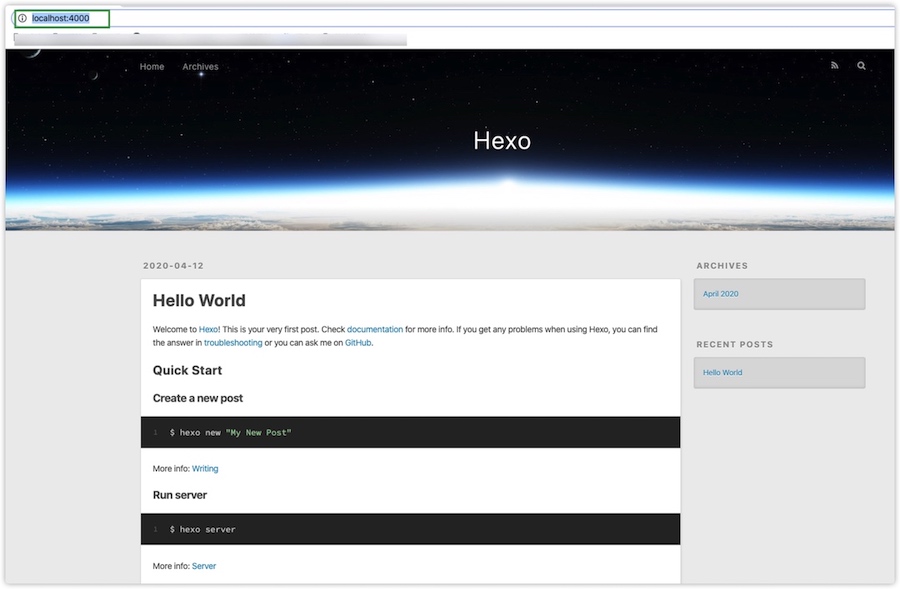 localhost:4000
Home Archives
Hexo
2020-04-12
Hello World
Welcome to Hexo! This is your very first post. Check documentation for more info. If you get any problems when using Hexo, you can find
the answer in troubleshooting or you can ask me on GitHub.
Quick Start
Create a new post
1 $ hexo new "My New Post"
More info: Writing
Run server
1 $ hexo server
More info: Server
ARCHIVES
April 2020
RECENT POSTS
Hello World